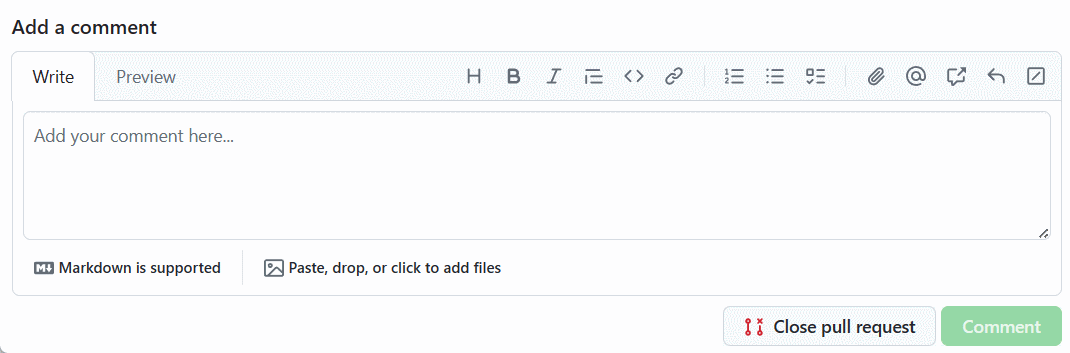 Add a comment
Write Preview
Add your comment here...
Markdown is supported Paste, drop, or click to add files
Close pull request Comment